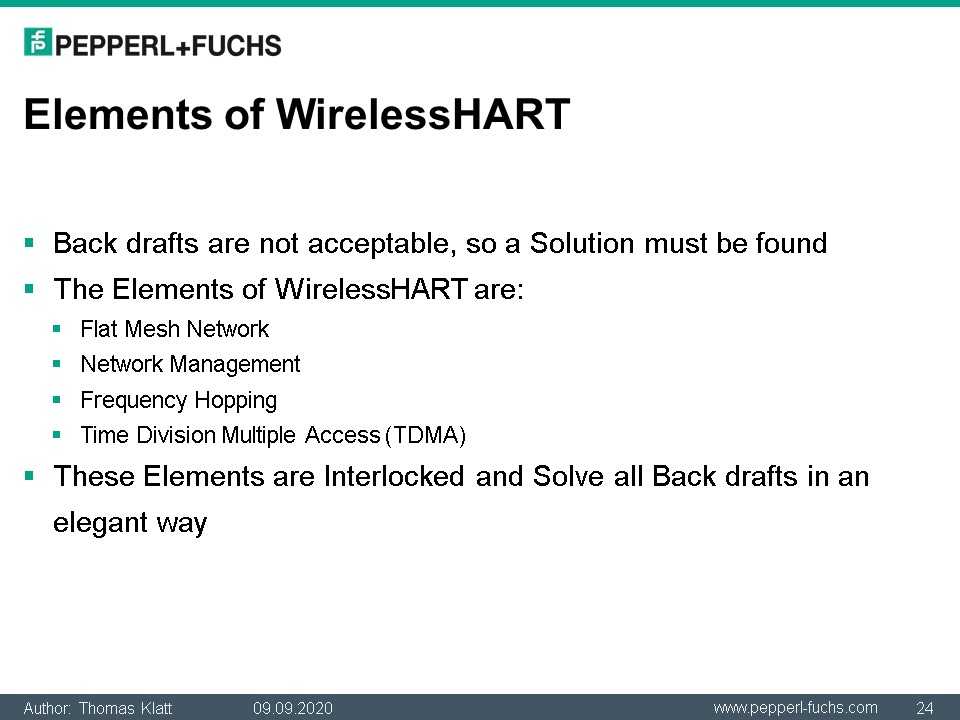 PEPPERL+FUCHS
Elements of WirelessHART
Back drafts are not acceptable, so a Solution must be found
The Elements of WirelessHART are:
Flat Mesh Network
Network Management
Frequency Hopping
Time Division Multiple Access (TDMA)
These Elements are Interlocked and Solve all Back drafts in an
elegant way
Author: Thomas Klatt 09.09.2020 www.pepperl-fuchs.com 24